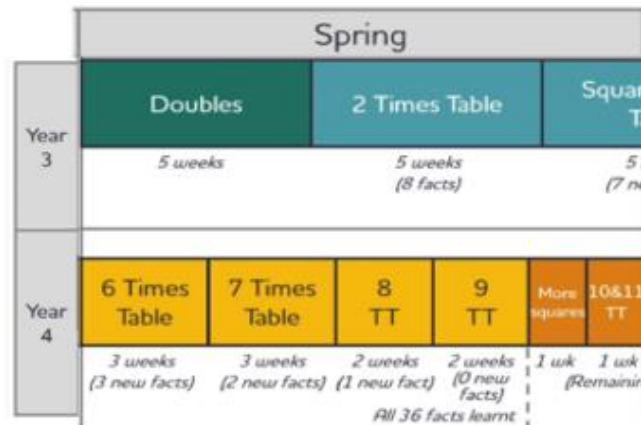 Spring
Year
3
Doubles
2 Times Table
5 weeks
5 weeks
(8 facts)
5
Year
4
6 Times
Table
7 Times
Table
8
TT
9
TT
More
squares
10&11
TT
3 weeks
(3 new facts)
3 weeks
(2 new facts)
2 weeks
(1 new fact)
2 weeks
(0 new
facts)
1 wk
1 wk
All 36 facts learnt